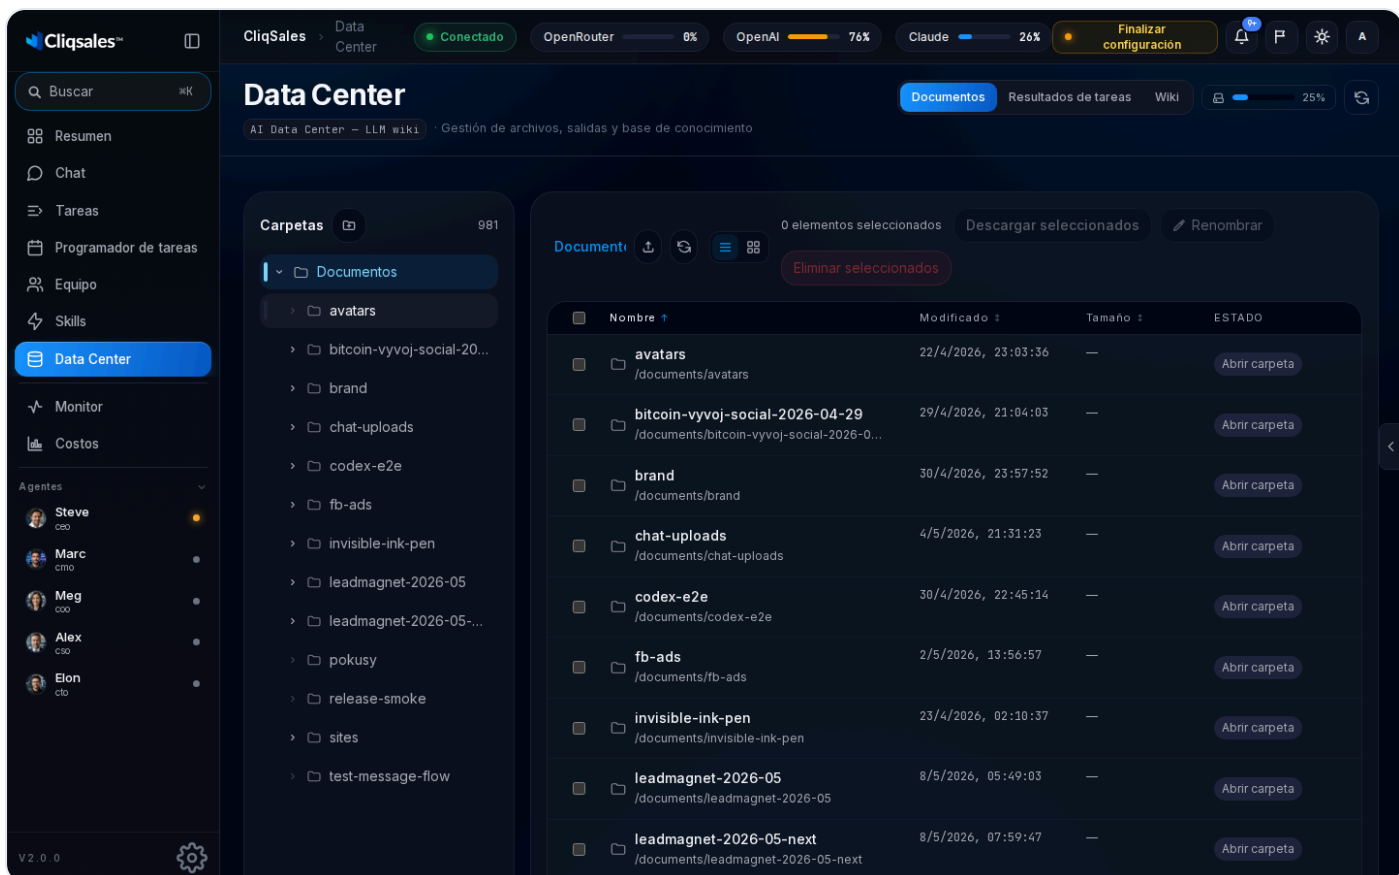 Cliqsales™
Buscar ⌘K
Resumen
Chat
Tareas
Programador de tareas
Equipo
Skills
Data Center
Monitor
Costos
Agentes
Steve
ceo
Marc
cmo
Meg
coo
Alex
cso
Elon
cto
V2.0.0
CliqSales › Data Center
Conectado
OpenRouter 0%
OpenAI 76%
Claude 26%
Finalizar configuración
9+
A
Data Center
AI Data Center — LLM wiki · Gestión de archivos, salidas y base de conocimiento
Documentos Resultados de tareas Wiki
25%
Carpetas 981
Documentos
avatars
bitcoin-vyvoj-social-20...
brand
chat-uploads
codex-e2e
fb-ads
invisible-ink-pen
leadmagnet-2026-05
leadmagnet-2026-05-...
pokusy
release-smoke
sites
test-message-flow
Document
0 elementos seleccionados Descargar seleccionados Renombrar
Eliminar seleccionados
Nombre ↑ Modificado ↕ Tamaño ↕ ESTADO
avatars 22/4/2026, 23:03:36 — Abrir carpeta
/documents/avatars
bitcoin-vyvoj-social-2026-04-29 29/4/2026, 21:04:03 — Abrir carpeta
/documents/bitcoin-vyvoj-social-2026-0...
brand 30/4/2026, 23:57:52 — Abrir carpeta
/documents/brand
chat-uploads 4/5/2026, 21:31:23 — Abrir carpeta
/documents/chat-uploads
codex-e2e 30/4/2026, 22:45:14 — Abrir carpeta
/documents/codex-e2e
fb-ads 2/5/2026, 13:56:57 — Abrir carpeta
/documents/fb-ads
invisible-ink-pen 23/4/2026, 02:10:37 — Abrir carpeta
/documents/invisible-ink-pen
leadmagnet-2026-05 8/5/2026, 05:49:03 — Abrir carpeta
/documents/leadmagnet-2026-05
leadmagnet-2026-05-next 8/5/2026, 07:59:47 — Abrir carpeta
/documents/leadmagnet-2026-05-next